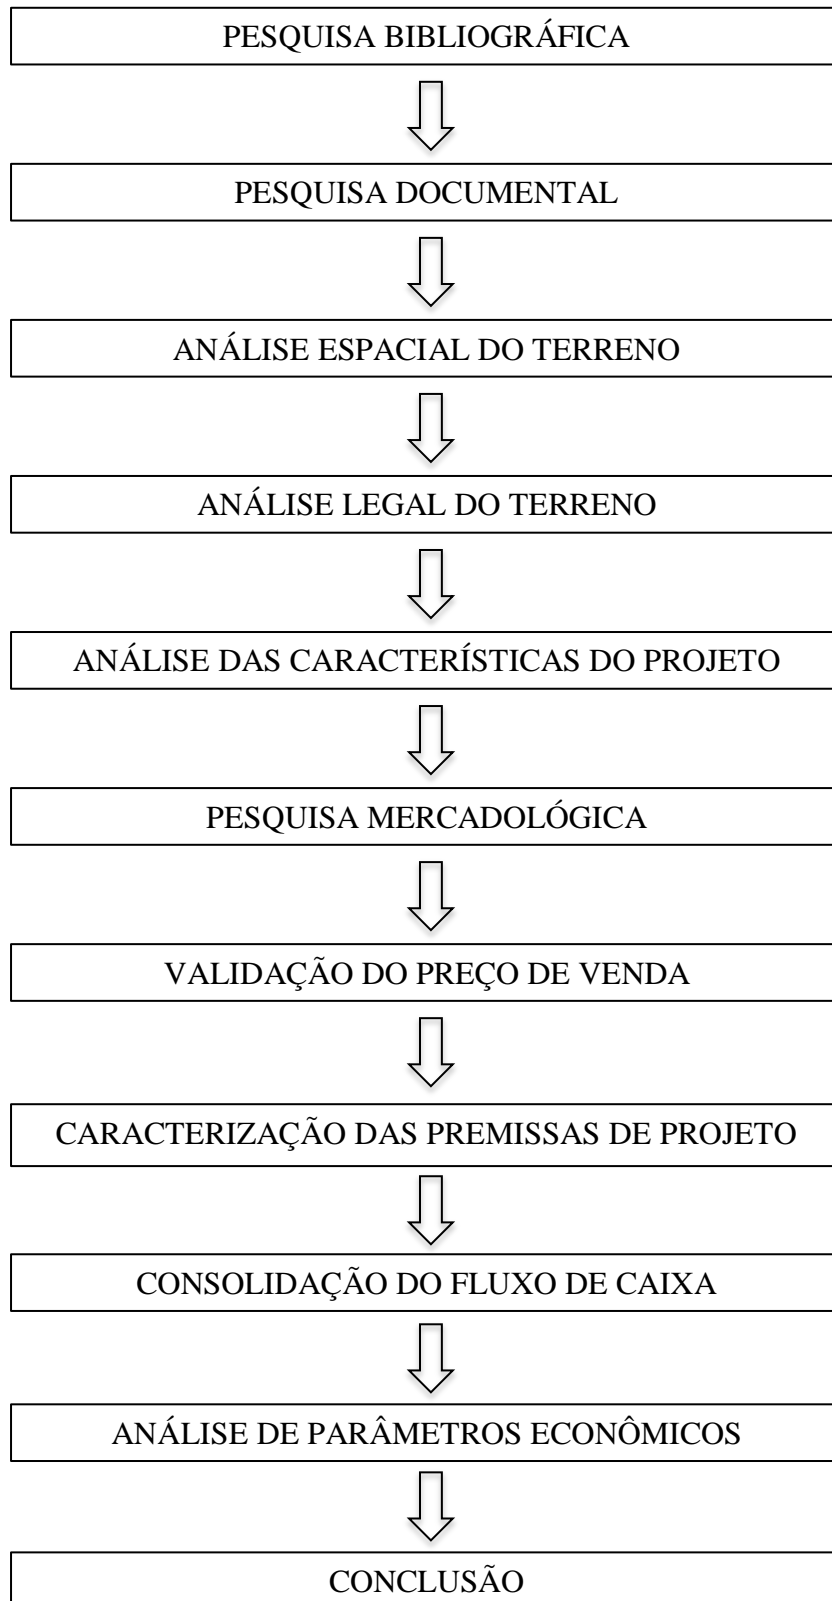 PESQUISA BIBLIOGRÁFICA
PESQUISA DOCUMENTAL
ANÁLISE ESPACIAL DO TERRENO
ANÁLISE LEGAL DO TERRENO
ANÁLISE DAS CARACTERÍSTICAS DO PROJETO
PESQUISA MERCADOLÓGICA
VALIDAÇÃO DO PREÇO DE VENDA
CARACTERIZAÇÃO DAS PREMISSAS DE PROJETO
CONSOLIDAÇÃO DO FLUXO DE CAIXA
ANÁLISE DE PARÂMETROS ECONÔMICOS
CONCLUSÃO